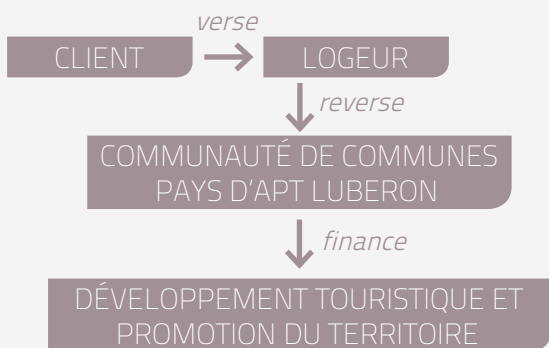 verse
CLIENT
LOGEUR
reverse
COMMUNAUTÉ DE COMMUNES
PAYS D'APT LUBERON
finance
DÉVELOPPEMENT TOURISTIQUE ET
PROMOTION DU TERRITOIRE